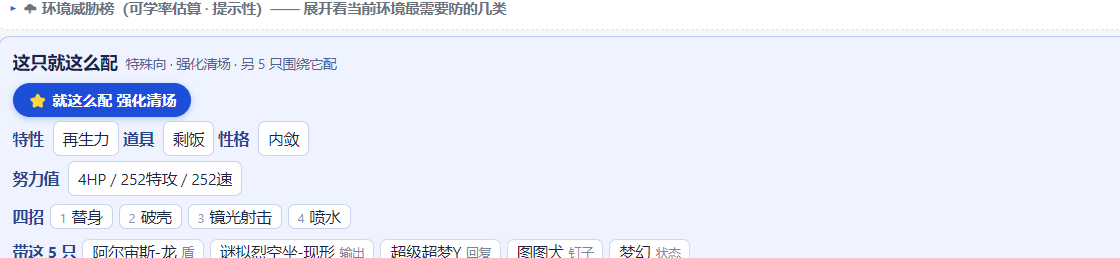 ▸ 🌩 环境威胁榜（可学率估算 · 提示性）—— 展开看当前环境最需要防的几类
这只就这么配 特殊向 · 强化清场 · 另 5 只围绕它配
⭐ 就这么配 强化清场
特性 再生力 道具 剩饭 性格 内敛
努力值 4HP / 252特攻 / 252速
四招 1 替身 2 破壳 3 镜光射击 4 喷水
带这 5 只 阿尔宙斯-龙 盾 谜拟烈空坐-现形 输出 超级超梦Y 回复 图图犬 钉子 梦幻 状态